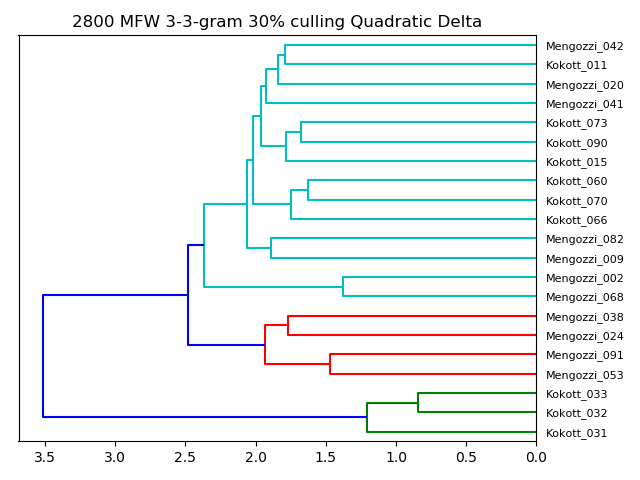 2800 MFW 3-3-gram 30% culling Quadratic Delta
Mengozzi_042
Kokott_011
Mengozzi_020
Mengozzi_041
Kokott_073
Kokott_090
Kokott_015
Kokott_060
Kokott_070
Kokott_066
Mengozzi_082
Mengozzi_009
Mengozzi_002
Mengozzi_068
Mengozzi_038
Mengozzi_024
Mengozzi_091
Mengozzi_053
Kokott_033
Kokott_032
Kokott_031
3.5 3.0 2.5 2.0 1.5 1.0 0.5 0.0